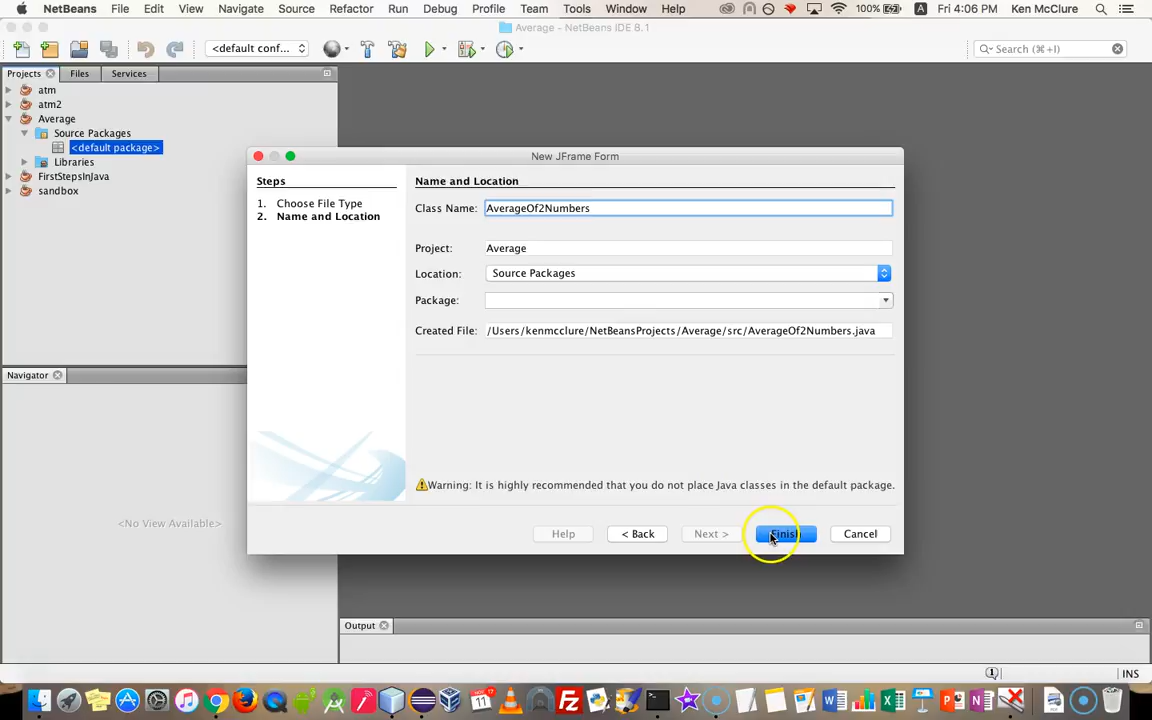 NetBeans File Edit View Navigate Source Refactor Run Debug Profile Team Tools Window Help 100% Fri 4:06 PM Ken McClure
Average - NetBeans IDE 8.1
<default conf... Search (⌘+I)
Projects Files Services
atm
atm2
Average
Source Packages
<default package>
Libraries
FirstStepsInJava
sandbox
New JFrame Form
Steps
1. Choose File Type
2. Name and Location
Name and Location
Class Name: AverageOf2Numbers
Project: Average
Location: Source Packages
Package:
Created File: /Users/kenmcclure/NetBeansProjects/Average/src/AverageOf2Numbers.java
Warning: It is highly recommended that you do not place Java classes in the default package.
Help < Back Next > Finish Cancel
Navigator
<No View Available>
Output
INS